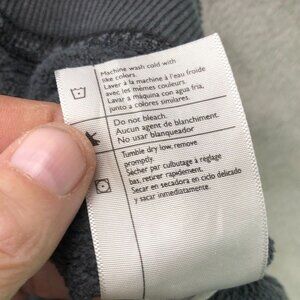 Machine wash cold with
like colors.
Laver à la machine à l'eau froide
avec les mêmes couleurs.
Lavar a máquina con agua fria,
junto a colores similares.
Do not bleach.
Aucun agent de blanchiment.
No usar blanqueador
Tumble dry low, remove
promptly.
Sécher par culbutage à réglage
bas, retirer rapidement.
Secar en secadora en ciclo delicado
y sacar inmediatamente.